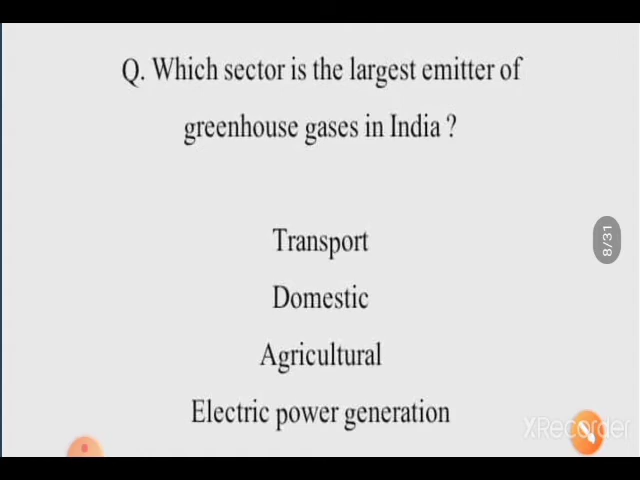 Q. Which sector is the largest emitter of
greenhouse gases in India ?
Transport
8/31
Domestic
Agricultural
Electric power generation
XRecorder